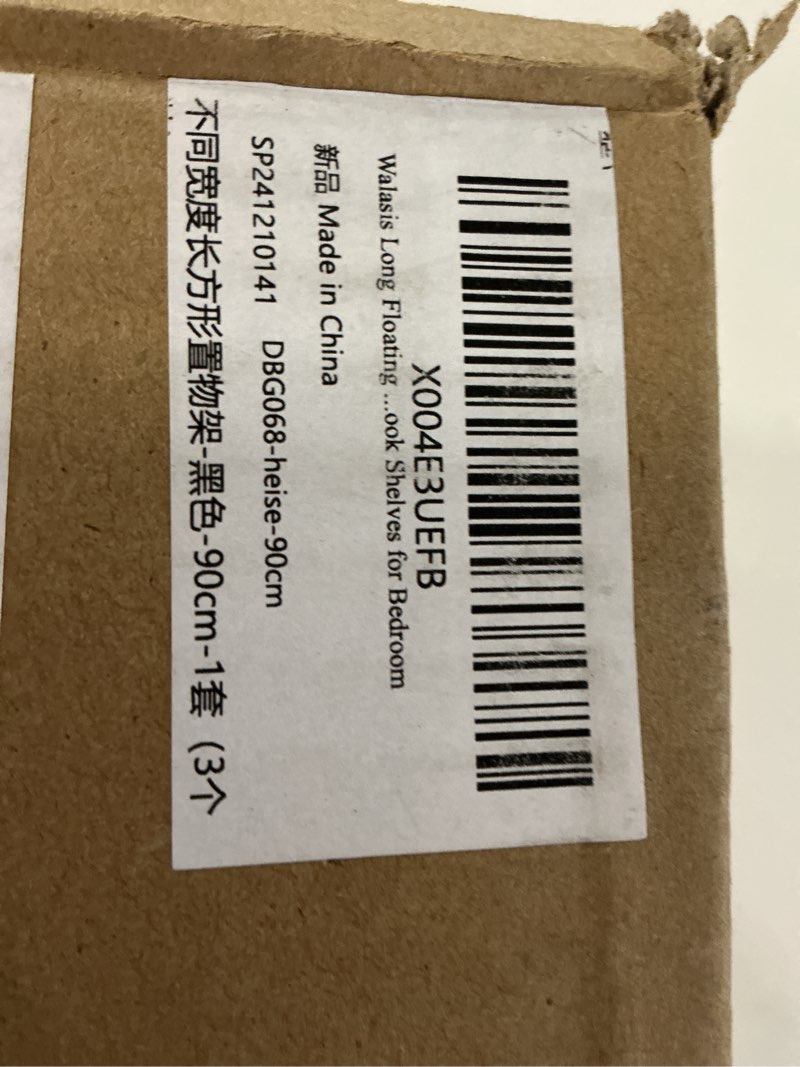 X004E3UEFB
Walasis Long Floating ...ook Shelves for Bedroom
新品 Made in China
SP241210141 DBG068-heise-90cm
不同宽度长方形置物架-黑色-90cm-1套 (3个